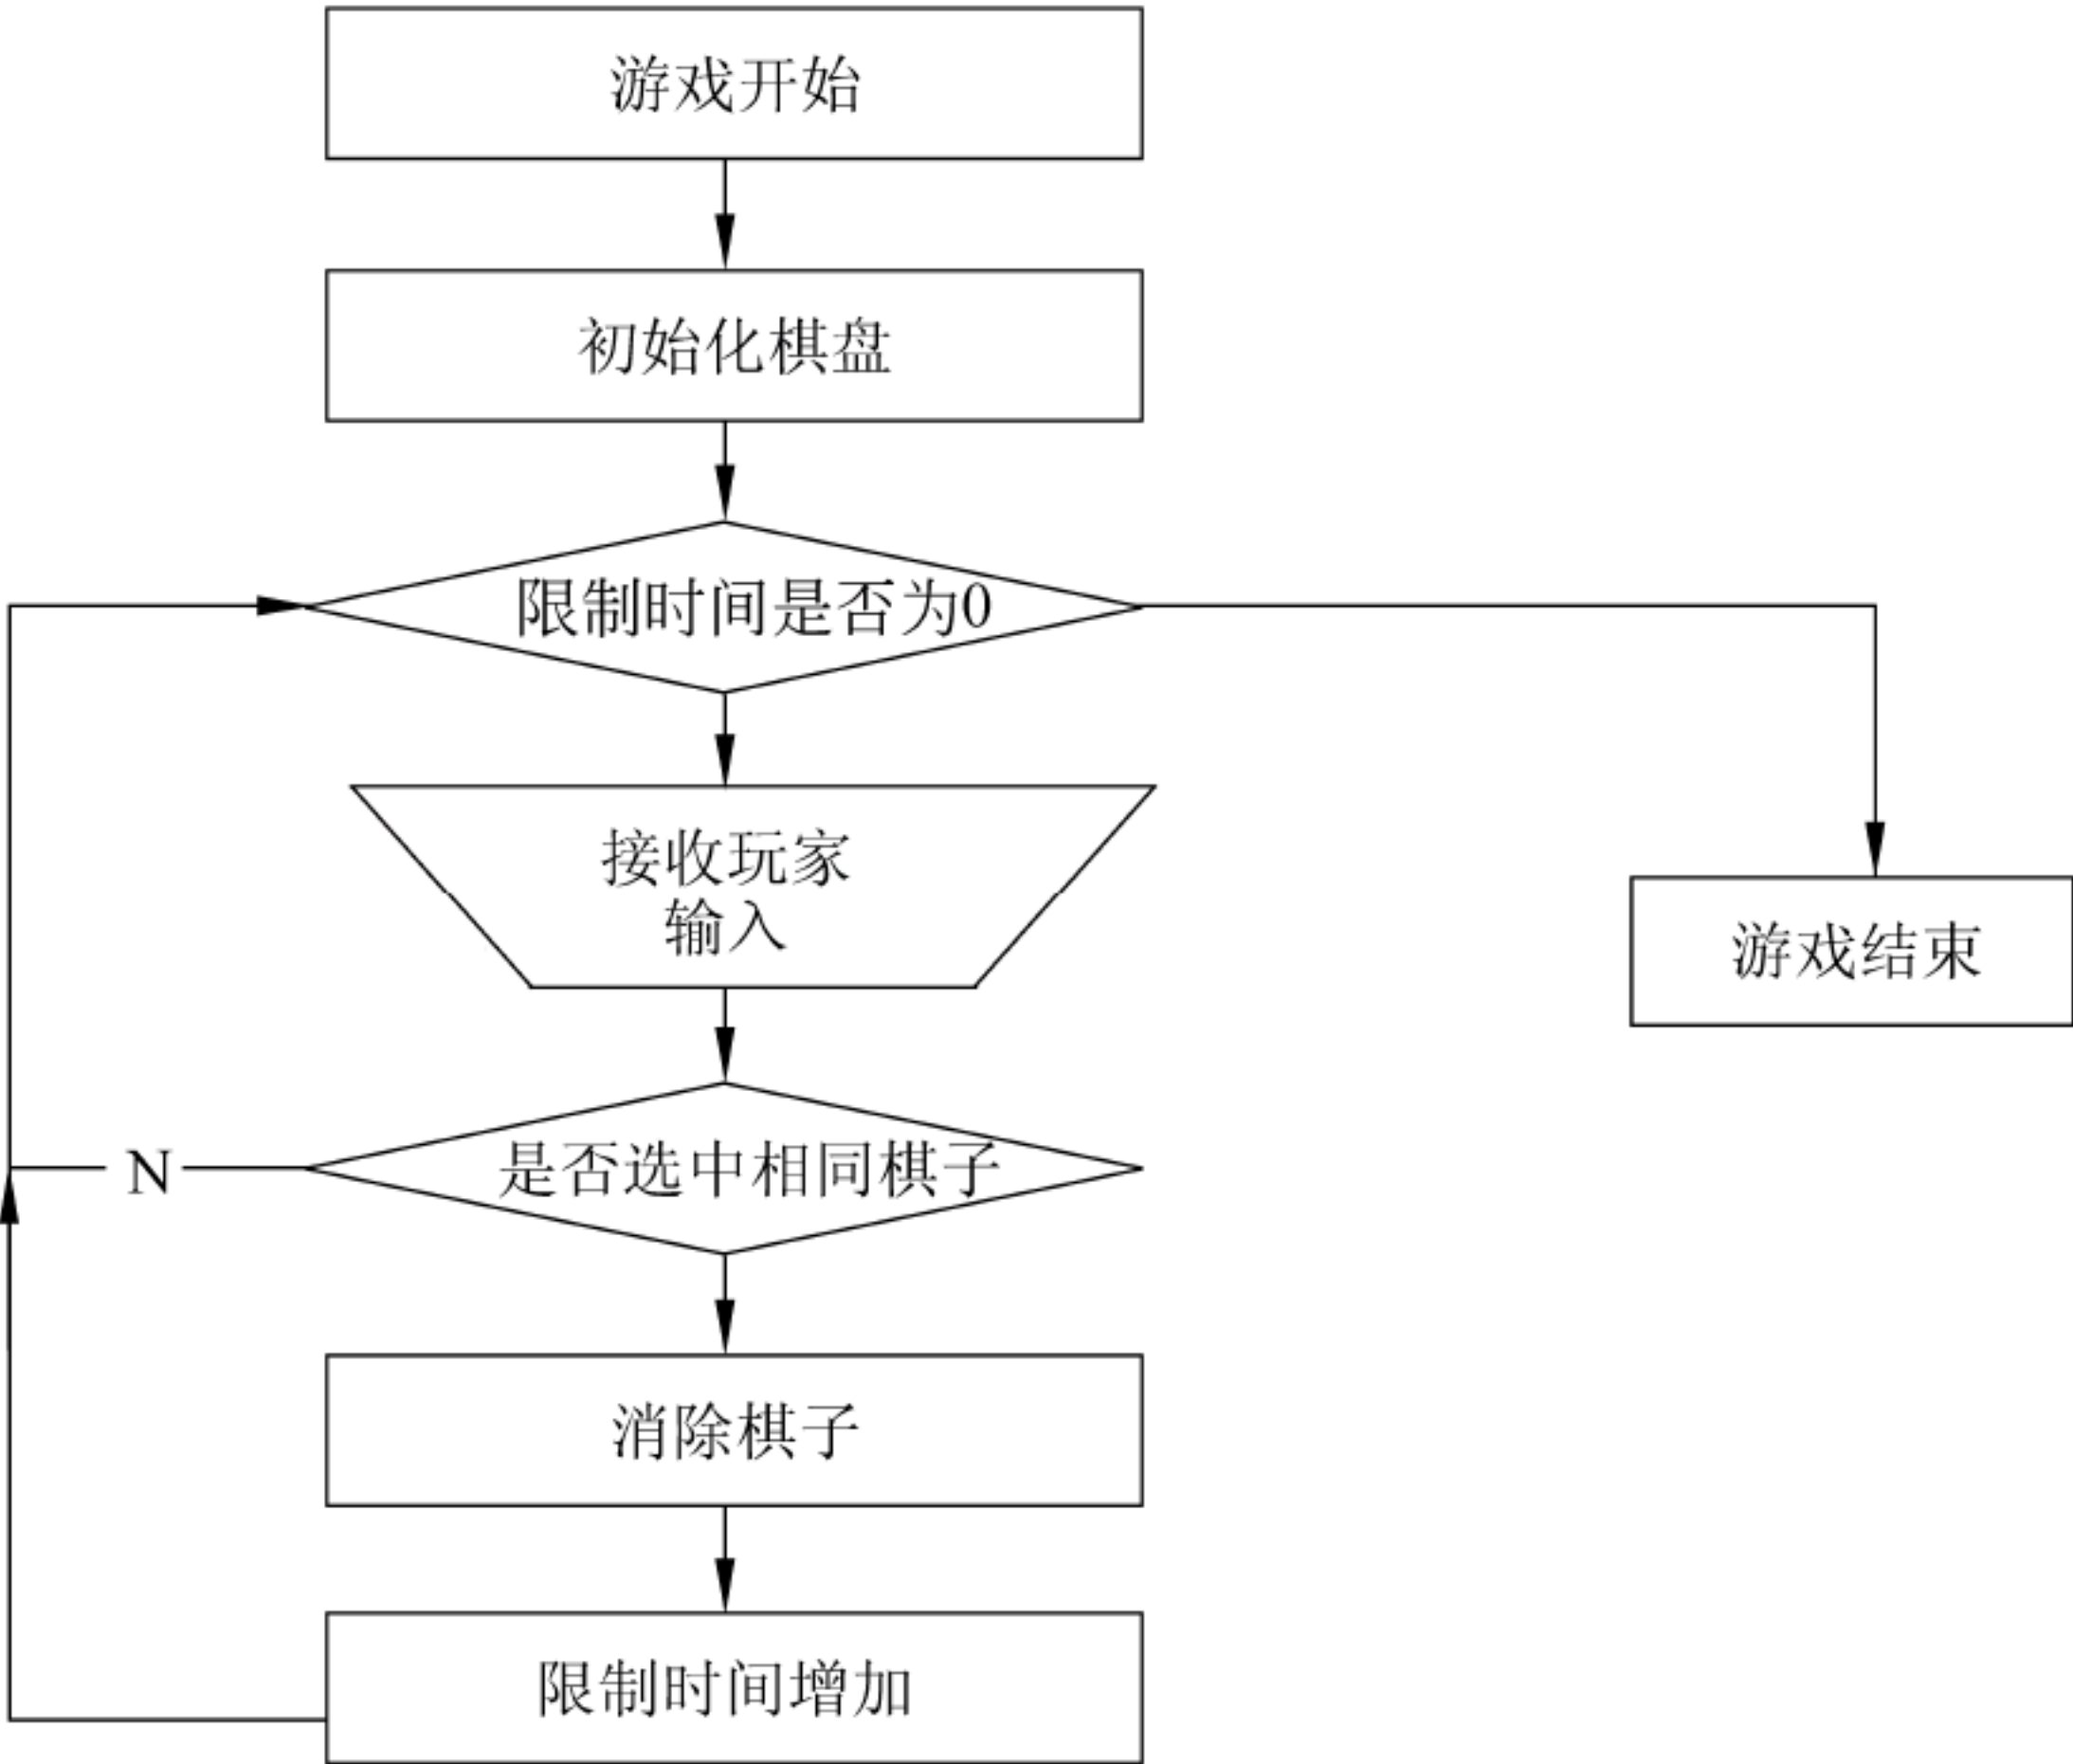 游戏开始
初始化棋盘
限制时间是否为0
接收玩家
输入
游戏结束
是否选中相同棋子
N
消除棋子
限制时间增加